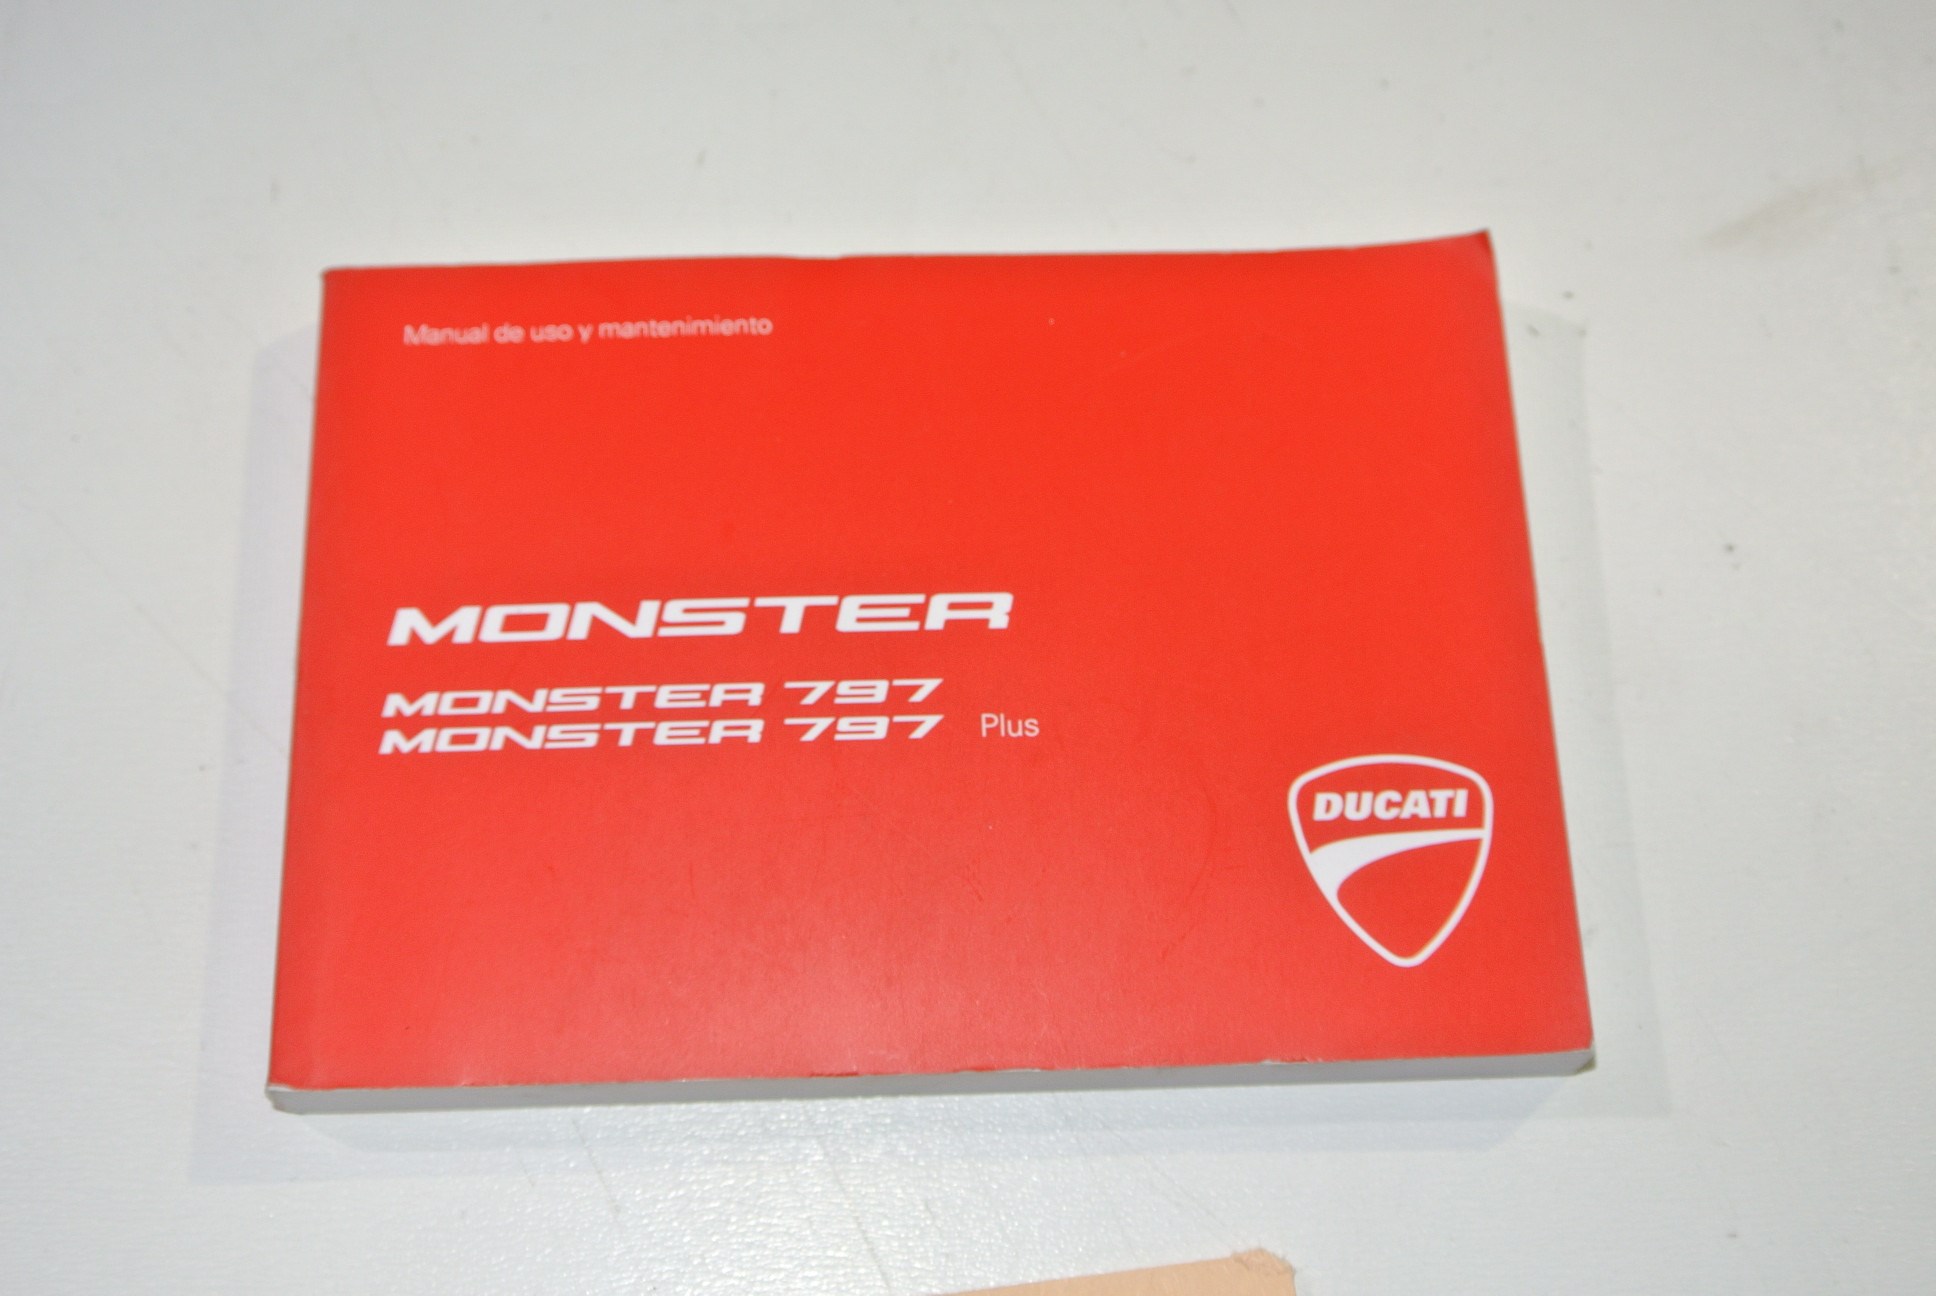 Manual de uso y mantenimiento
MONSTER
MONSTER 797
MONSTER 797 Plus
DUCATI